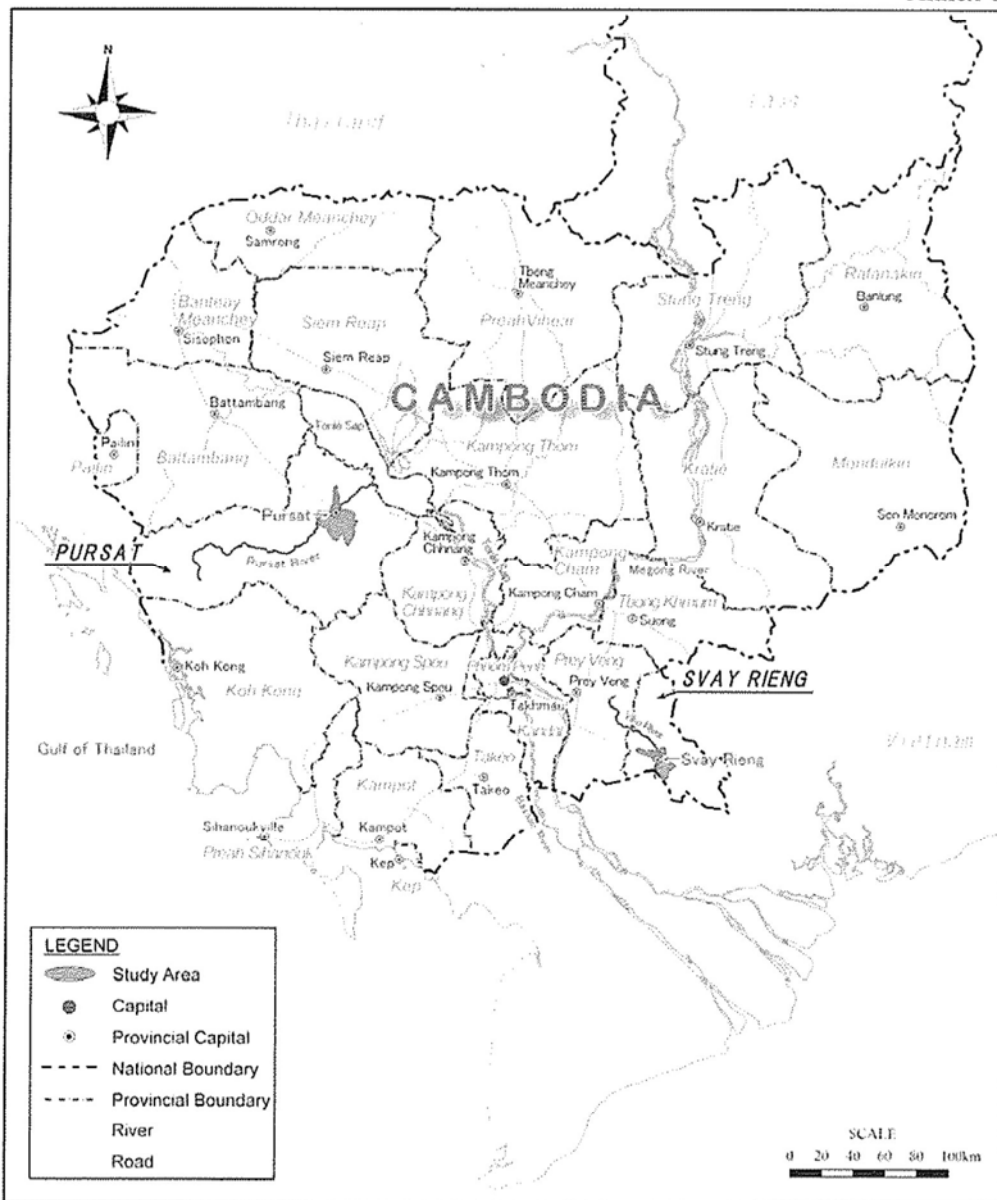 N
Thailand
Laos
Oddar Meanchey
Samrong
Tbeng
Meanchey
Ratanakiri
Banlung
Banteay
Meanchey
Sisophon
Siem Reap
Preah Vihear
Stung Treng
Stung Treng
Siem Reap
CAMBODIA
Battambang
Tonle Sap
Kampong Thom
Pailin
Pailin
Battambang
Kampong Thom
Kratie
Mondulkiri
Pursat
Kratie
Sen Monorom
PURSAT
Pursat River
Kampong
Chhnang
Kampong
Cham
Megong River
Kampong
Chhnang
Kampong Cham
Tbong Khmum
Suong
Koh Kong
Koh Kong
Kampong Speu
Kampong Speu
Phnom Penh
Takhmau
Kandal
Prey Veng
Prey Veng
SVAY RIENG
Gulf of Thailand
Vietnam
Svay Rieng
Takeo
Takeo
Kampot
Sihanoukville
Kampot
Preah Sihanouk
Kep
Kep
LEGEND
Study Area
Capital
Provincial Capital
National Boundary
Provincial Boundary
River
Road
SCALE
0 20 40 60 80 100km